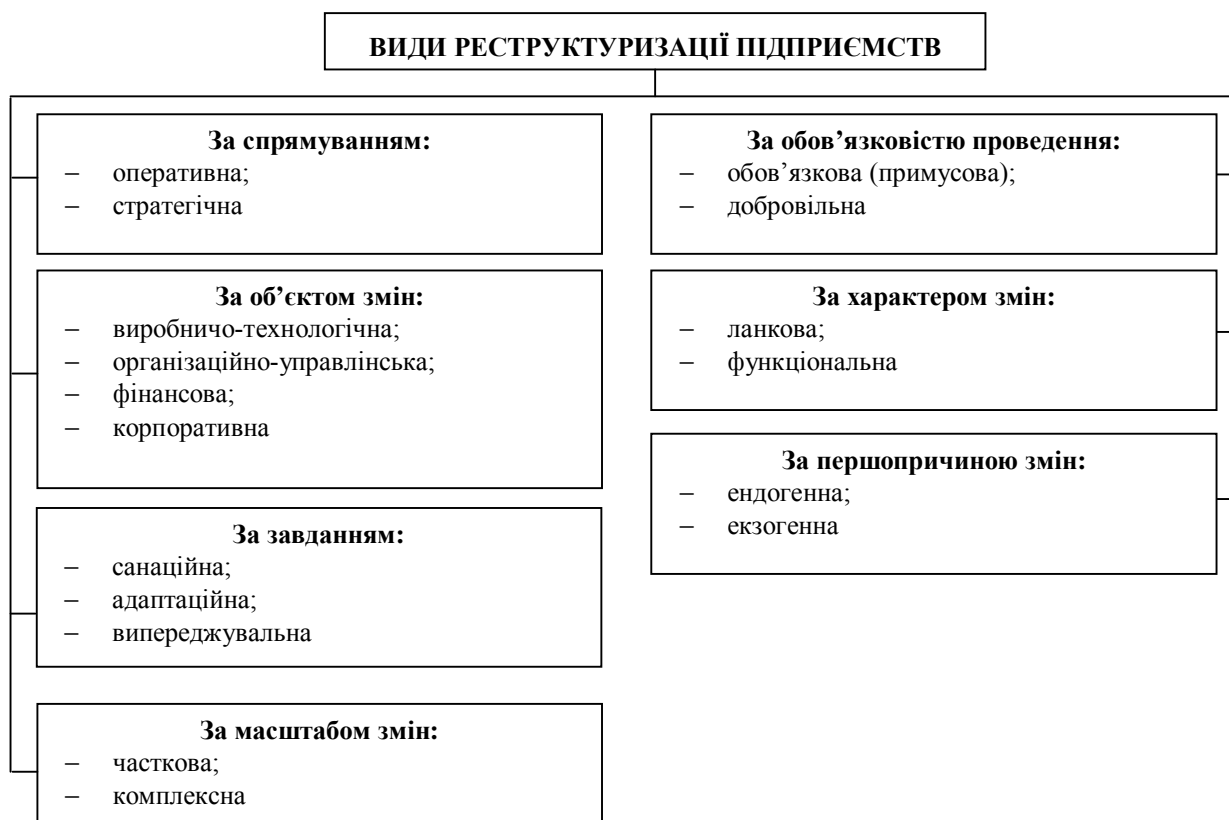 ВИДИ РЕСТРУКТУРИЗАЦІЇ ПІДПРИЄМСТВ
За спрямуванням:
– оперативна;
– стратегічна
За об’єктом змін:
– виробничо-технологічна;
– організаційно-управлінська;
– фінансова;
– корпоративна
За завданням:
– санаційна;
– адаптаційна;
– випереджувальна
За масштабом змін:
– часткова;
– комплексна
За обов’язковістю проведення:
– обов’язкова (примусова);
– добровільна
За характером змін:
– ланкова;
– функціональна
За першопричиною змін:
– ендогенна;
– екзогенна